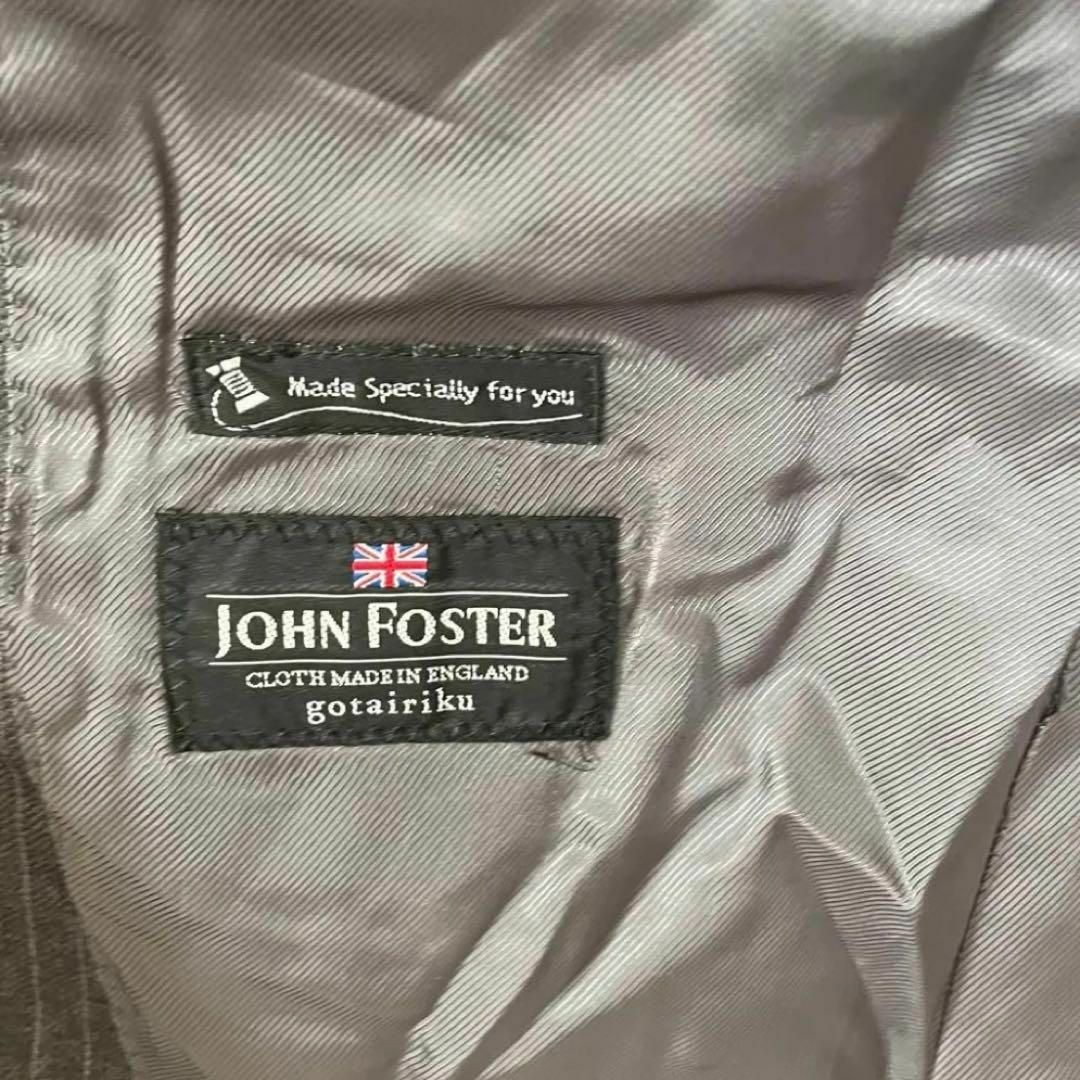 Made Specially for you
JOHN FOSTER
CLOTH MADE IN ENGLAND
gotairiku